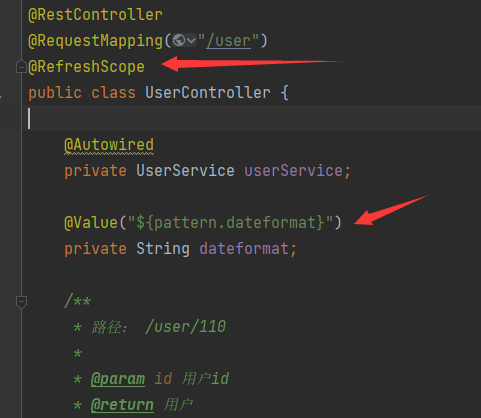 @RestController
@RequestMapping("/user")
@RefreshScope
public class UserController {
@Autowired
private UserService userService;
@Value("${pattern.dateformat}")
private String dateformat;
/**
* 路径： /user/110
*
* @param id 用户id
* @return 用户